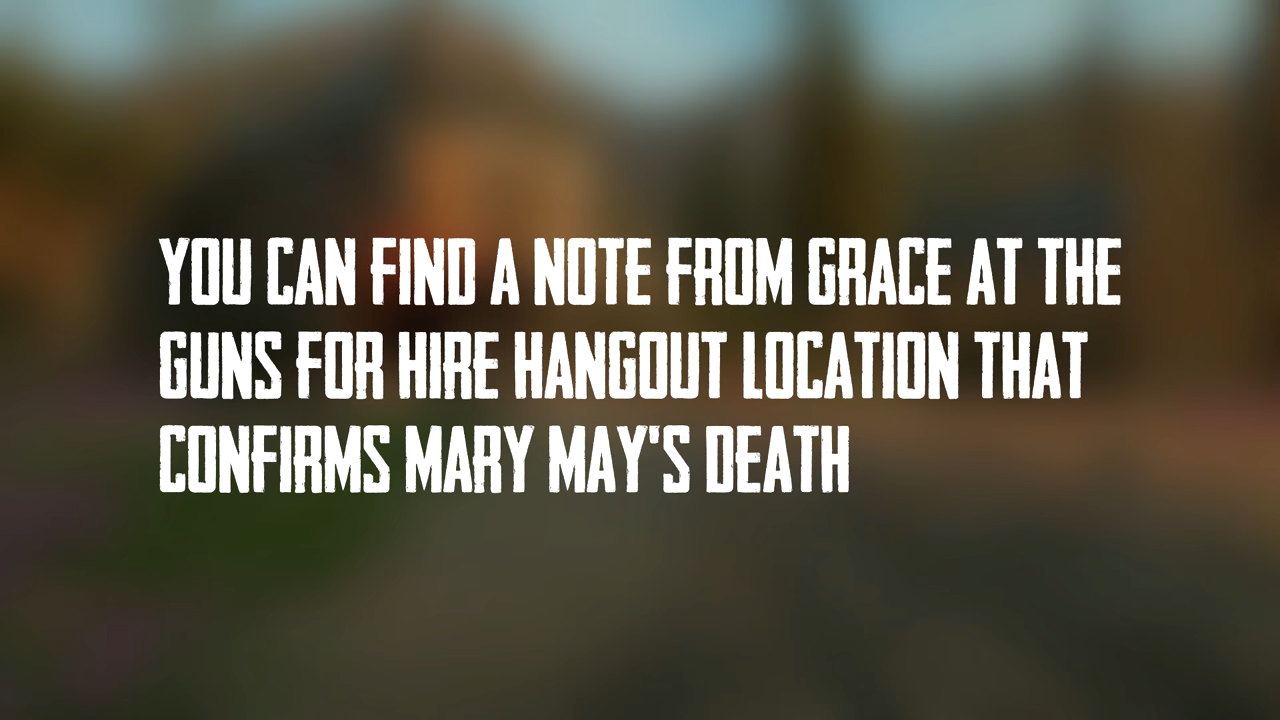 YOU CAN FIND A NOTE FROM GRACE AT THE
GUNS FOR HIRE HANGOUT LOCATION THAT
CONFIRMS MARY MAY'S DEATH